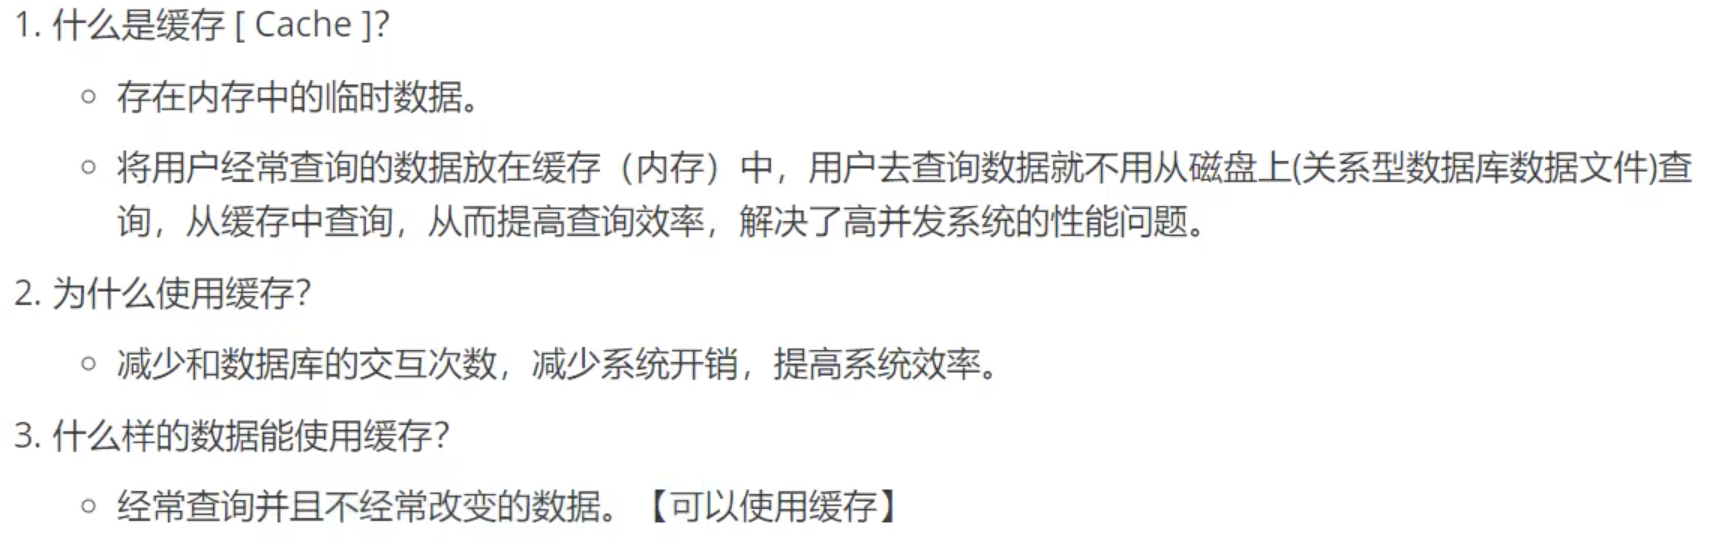 1. 什么是缓存 [ Cache ]?
○ 存在内存中的临时数据。
○ 将用户经常查询的数据放在缓存（内存）中，用户去查询数据就不用从磁盘上(关系型数据库数据文件)查
询，从缓存中查询，从而提高查询效率，解决了高并发系统的性能问题。
2. 为什么使用缓存?
○ 减少和数据库的交互次数，减少系统开销，提高系统效率。
3. 什么样的数据能使用缓存?
○ 经常查询并且不经常改变的数据。【可以使用缓存】